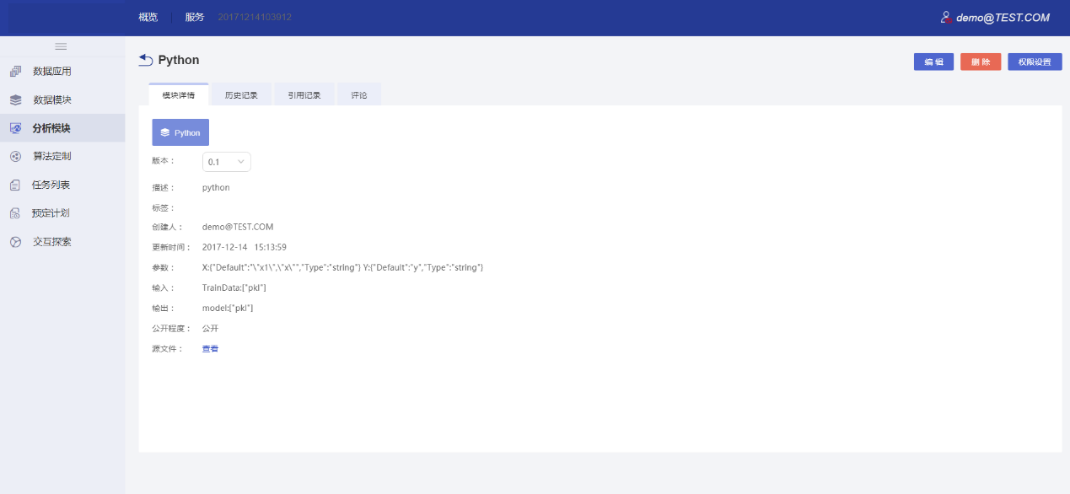 概览 服务 20171214103912 demo@TEST.COM
数据应用
数据模块
分析模块
算法定制
任务列表
预定计划
交互探索
Python 编辑 删除 权限设置
模块详情 历史记录 引用记录 评论
Python
版本： 0.1
描述： python
标签：
创建人： demo@TEST.COM
更新时间： 2017-12-14 15:13:59
参数： X:{"Default":"\"x1\",\"x\"","Type":"string"} Y:{"Default":"y","Type":"string"}
输入： TrainData:["pkl"]
输出： model:["pkl"]
公开程度： 公开
源文件： 查看